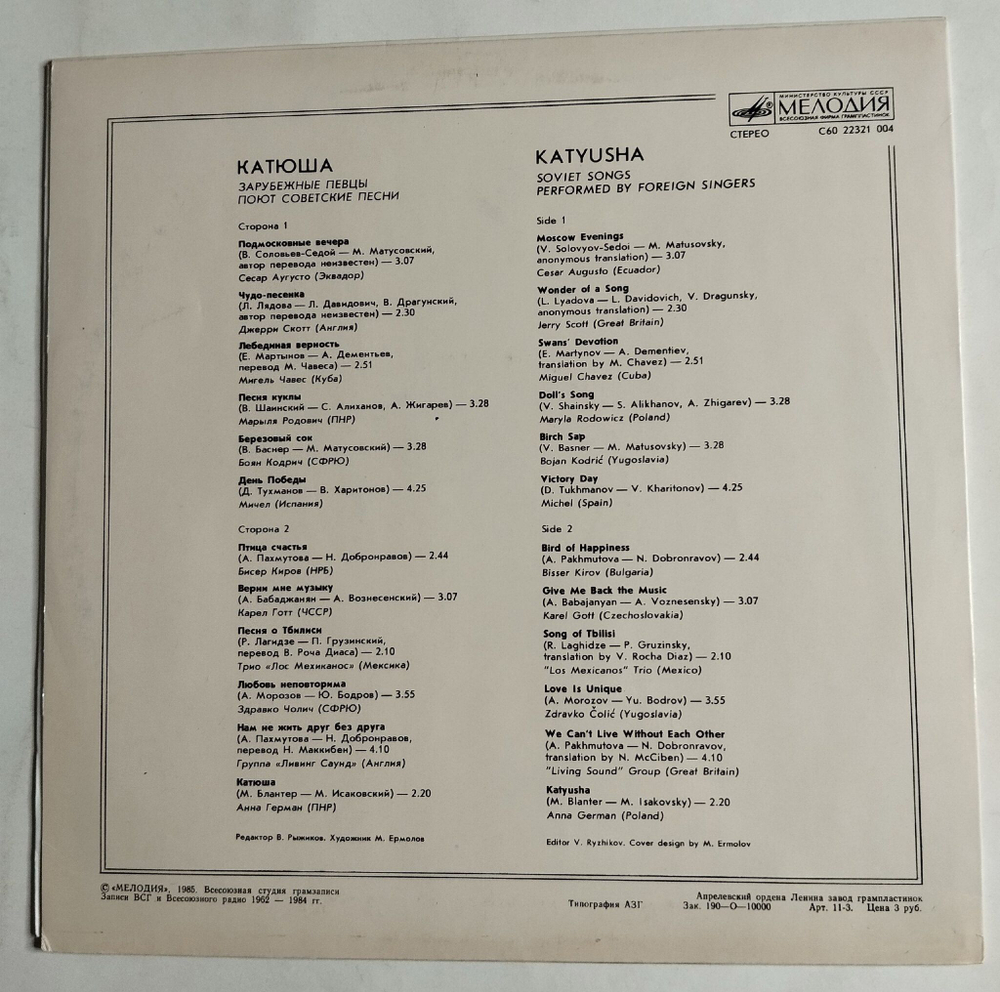 МИНИСТЕРСТВО КУЛЬТУРЫ СССР
МЕЛОДИЯ
ВСЕСОЮЗНАЯ ФИРМА ГРАМПЛАСТИНОК
СТЕРЕО
С60 22321 004
КАТЮША
ЗАРУБЕЖНЫЕ ПЕВЦЫ
ПОЮТ СОВЕТСКИЕ ПЕСНИ
Сторона 1
Подмосковные вечера
(В. Соловьев-Седой — М. Матусовский,
автор перевода неизвестен) — 3.07
Сесар Аугусто (Эквадор)
Чудо-песенка
(Л. Лядова — Л. Давидович, В. Драгунский,
автор перевода неизвестен) — 2.30
Джерри Скотт (Англия)
Лебединая верность
(Е. Мартынов — А. Дементьев,
перевод М. Чавеса) — 2.51
Мигель Чавес (Куба)
Песня куклы
(В. Шаинский — С. Алиханов, А. Жигарев) — 3.28
Марыля Родович (ПНР)
Березовый сок
(В. Баснер — М. Матусовский) — 3.28
Боян Кодрич (СФРЮ)
День Победы
(Д. Тухманов — В. Харитонов) — 4.25
Мичел (Испания)
Сторона 2
Птица счастья
(А. Пахмутова — Н. Добронравов) — 2.44
Бисер Киров (НРБ)
Верни мне музыку
(А. Бабаджанян — А. Вознесенский) — 3.07
Карел Готт (ЧССР)
Песня о Тбилиси
(Р. Лагидзе — П. Грузинский,
перевод В. Роча Диаса) — 2.10
Трио «Лос Мехиканос» (Мексика)
Любовь неповторима
(А. Морозов — Ю. Бодров) — 3.55
Здравко Чолич (СФРЮ)
Нам не жить друг без друга
(А. Пахмутова — Н. Добронравов,
перевод Н. Маккибен) — 4.10
Группа «Ливинг Саунд» (Англия)
Катюша
(М. Блантер — М. Исаковский) — 2.20
Анна Герман (ПНР)
Редактор В. Рыжиков. Художник М. Ермолов
KATYUSHA
SOVIET SONGS
PERFORMED BY FOREIGN SINGERS
Side 1
Moscow Evenings
(V. Solovyov-Sedoi — M. Matusovsky,
anonymous translation) — 3.07
Cesar Augusto (Ecuador)
Wonder of a Song
(L. Lyadova — L. Davidovich, V. Dragunsky,
anonymous translation) — 2.30
Jerry Scott (Great Britain)
Swans' Devotion
(E. Martynov — A. Dementiev,
translation by M. Chavez) — 2.51
Miguel Chavez (Cuba)
Doll's Song
(V. Shainsky — S. Alikhanov, A. Zhigarev) — 3.28
Maryla Rodowicz (Poland)
Birch Sap
(V. Basner — M. Matusovsky) — 3.28
Bojan Kodrić (Yugoslavia)
Victory Day
(D. Tukhmanov — V. Kharitonov) — 4.25
Michel (Spain)
Side 2
Bird of Happiness
(A. Pakhmutova — N. Dobronravov) — 2.44
Bisser Kirov (Bulgaria)
Give Me Back the Music
(A. Babajanyan — A. Voznesensky) — 3.07
Karel Gott (Czechoslovakia)
Song of Tbilisi
(R. Laghidze — P. Gruzinsky,
translation by V. Rocha Diaz) — 2.10
"Los Mexicanos" Trio (Mexico)
Love Is Unique
(A. Morozov — Yu. Bodrov) — 3.55
Zdravko Čolić (Yugoslavia)
We Can't Live Without Each Other
(A. Pakhmutova — N. Dobronravov,
translation by N. McCiben) — 4.10
"Living Sound" Group (Great Britain)
Katyusha
(M. Blanter — M. Isakovsky) — 2.20
Anna German (Poland)
Editor V. Ryzhikov. Cover design by M. Ermolov
© «МЕЛОДИЯ», 1985. Всесоюзная студия грамзаписи
Записи ВСГ и Всесоюзного радио 1962 — 1984 гг.
Типография АЗГ
Апрелевский ордена Ленина завод грампластинок
Зак. 190—О—10000 Арт. 11-3. Цена 3 руб.